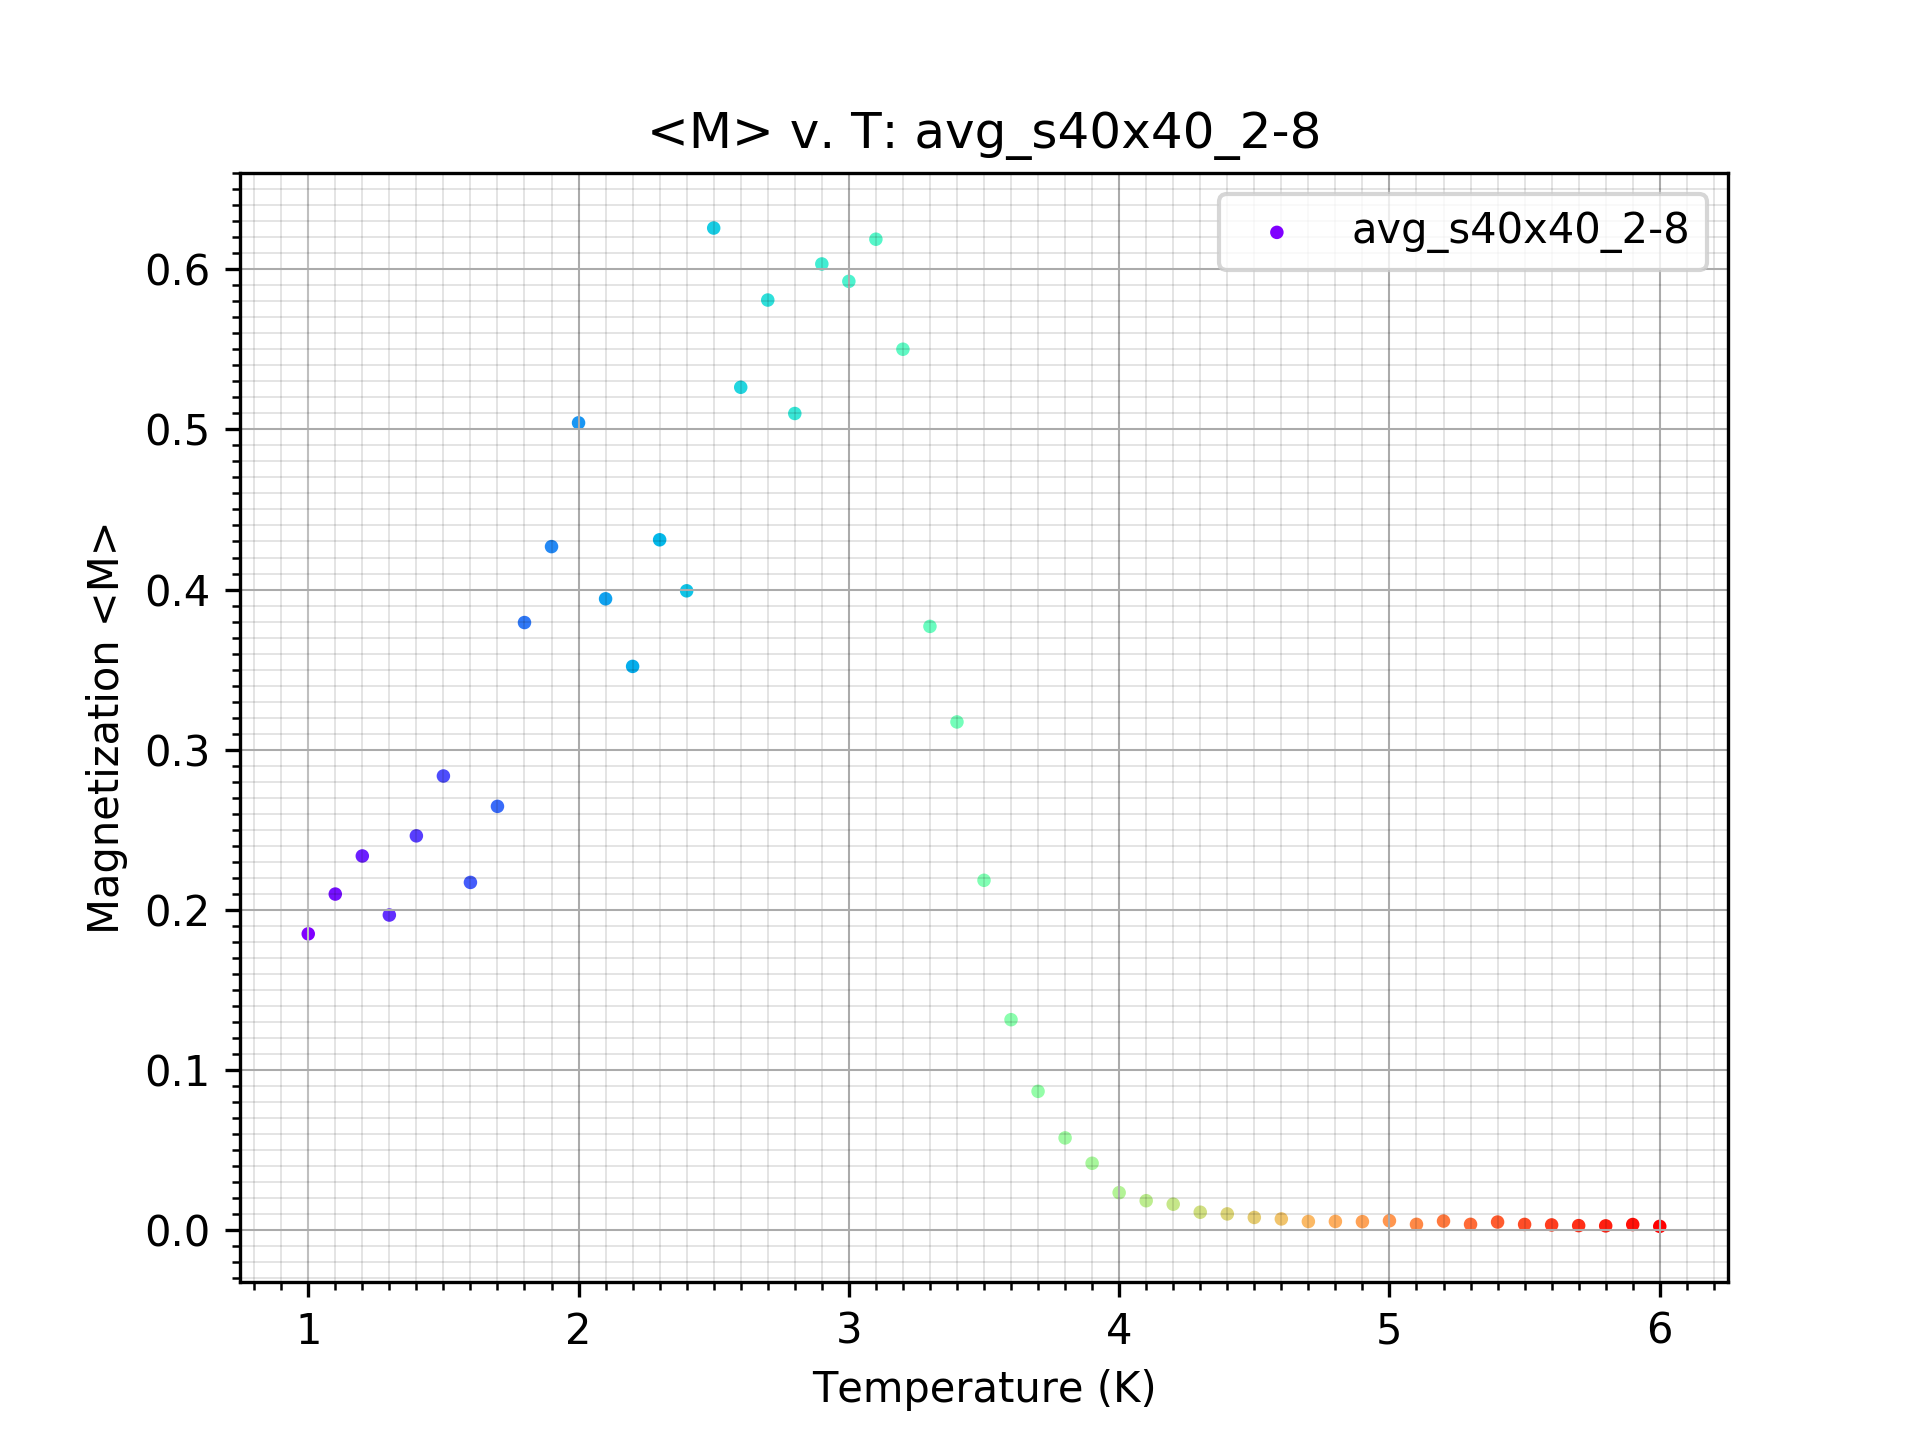 <M> v. T: avg_s40x40_2-8
avg_s40x40_2-8
Magnetization <M>
0.6
0.5
0.4
0.3
0.2
0.1
0.0
1 2 3 4 5 6
Temperature (K)